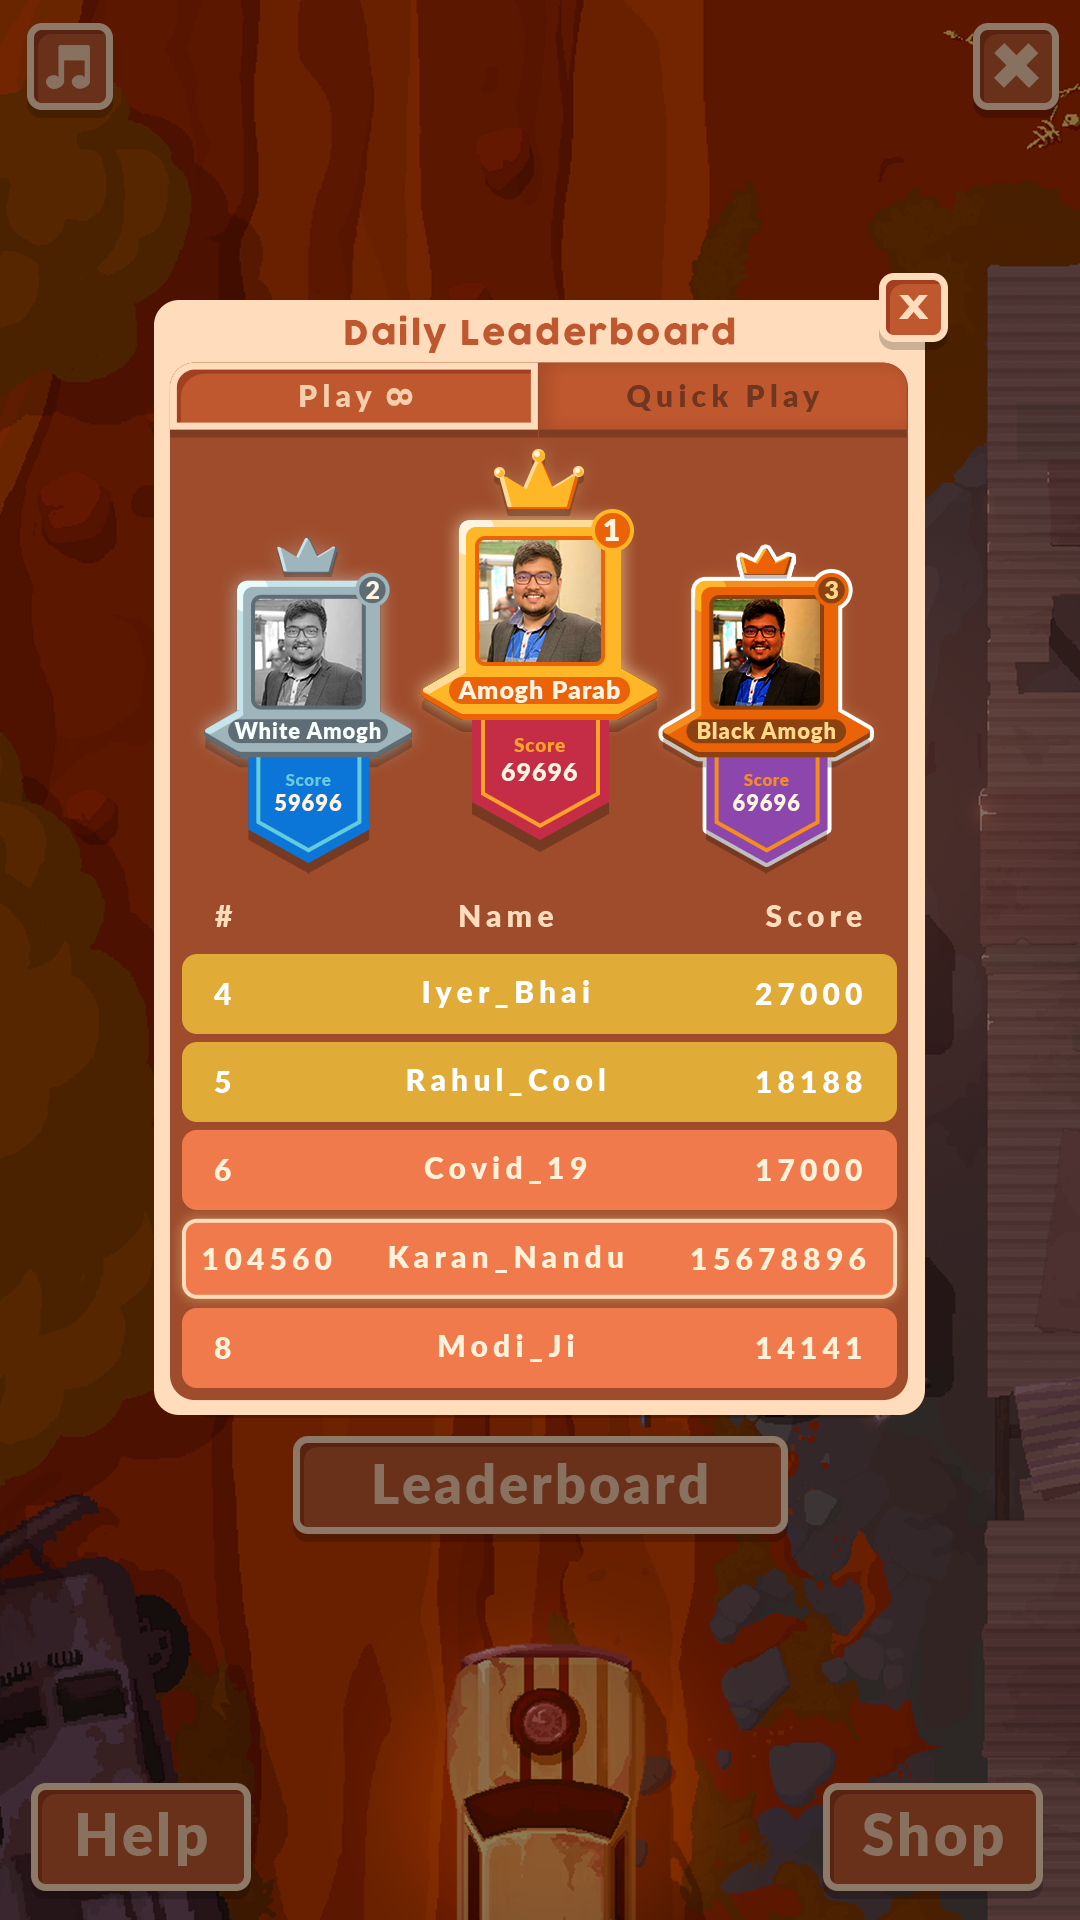 X
Daily Leaderboard
Play ∞
Quick Play
1
2
3
Amogh Parab
White Amogh
Black Amogh
Score
69696
Score
59696
Score
69696
# Name Score
4 Iyer_Bhai 27000
5 Rahul_Cool 18188
6 Covid_19 17000
104560 Karan_Nandu 15678896
8 Modi_Ji 14141
Leaderboard
Help
Shop